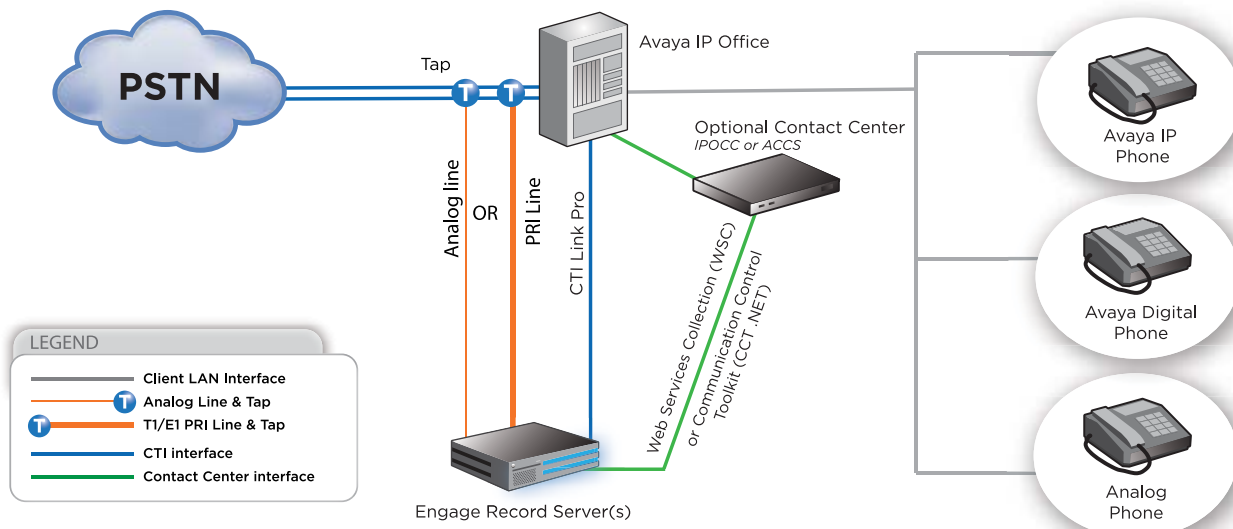 PSTN
Tap
T
T
Avaya IP Office
Optional Contact Center
IPOCC or ACCS
Analog line
OR
PRI Line
CTI Link Pro
Web Services Collection (WSC)
or Communication Control
Toolkit (CCT .NET)
Engage Record Server(s)
Avaya IP
Phone
Avaya Digital
Phone
Analog
Phone
LEGEND
Client LAN Interface
T
Analog Line & Tap
T
T1/E1 PRI Line & Tap
CTI interface
Contact Center interface